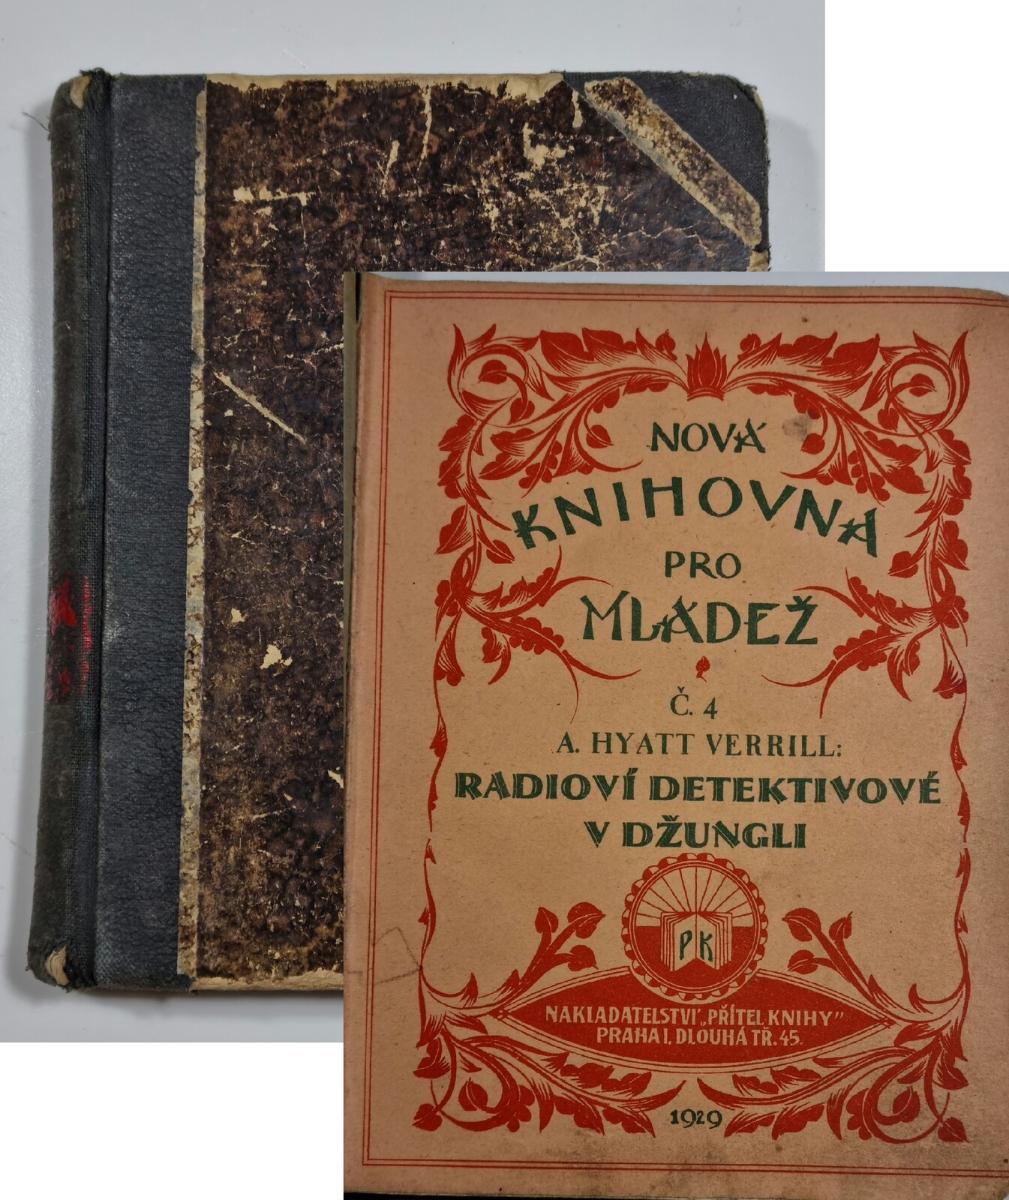 NOVÁ
KNIHOVNA
PRO
MLÁDEŽ
Č. 4
A. HYATT VERRILL:
RADIOVÍ DETEKTIVOVÉ
V DŽUNGLI
PK
NAKLADATELSTVÍ „PŘÍTEL KNIHY"
PRAHA I, DLOUHÁ TŘ. 45.
1929